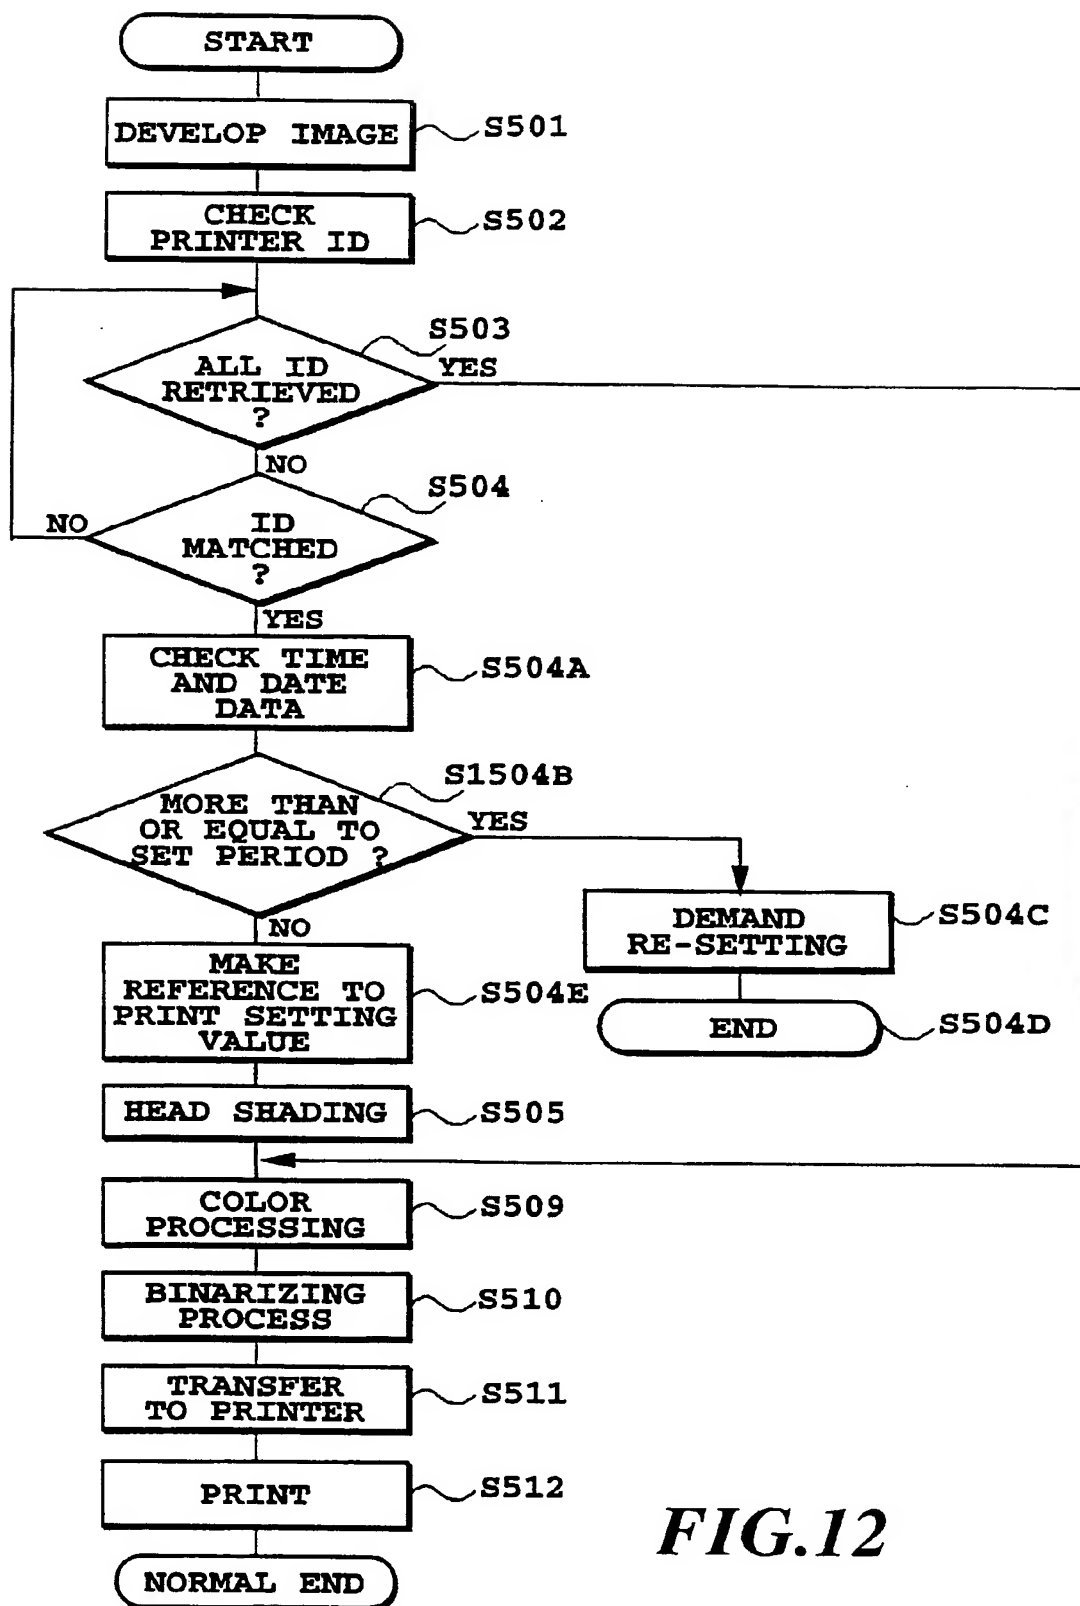 START
DEVELOP IMAGE
S501
CHECK
PRINTER ID
S502
S503
ALL ID
RETRIEVED
?
YES
NO
S504
ID
MATCHED
?
NO
YES
CHECK TIME
AND DATE
DATA
S504A
S1504B
MORE THAN
OR EQUAL TO
SET PERIOD ?
YES
DEMAND
RE-SETTING
S504C
END
S504D
NO
MAKE
REFERENCE TO
PRINT SETTING
VALUE
S504E
HEAD SHADING
S505
COLOR
PROCESSING
S509
BINARIZING
PROCESS
S510
TRANSFER
TO PRINTER
S511
PRINT
S512
NORMAL END
FIG.12